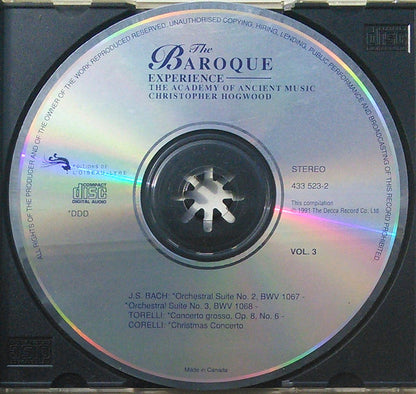 ALL RIGHTS OF THE PRODUCER AND OF THE OWNER OF THE WORK REPRODUCED RESERVED. UNAUTHORISED COPYING, HIRING, LENDING, PUBLIC PERFORMANCE AND BROADCASTING OF THIS RECORD PROHIBITED
The
BAROQUE
EXPERIENCE
THE ACADEMY OF ANCIENT MUSIC
CHRISTOPHER HOGWOOD
EDITIONS DE
L'OISEAU-LYRE
COMPACT
disc
DIGITAL AUDIO
*DDD
STEREO
433 523-2
This compilation
℗ 1991 The Decca Record Co. Ltd.
VOL. 3
J.S. BACH: *Orchestral Suite No. 2, BWV 1067 -
*Orchestral Suite No. 3, BWV 1068 -
TORELLI: *Concerto grosso, Op. 8, No. 6 -
CORELLI: *Christmas Concerto
Made in Canada
disc